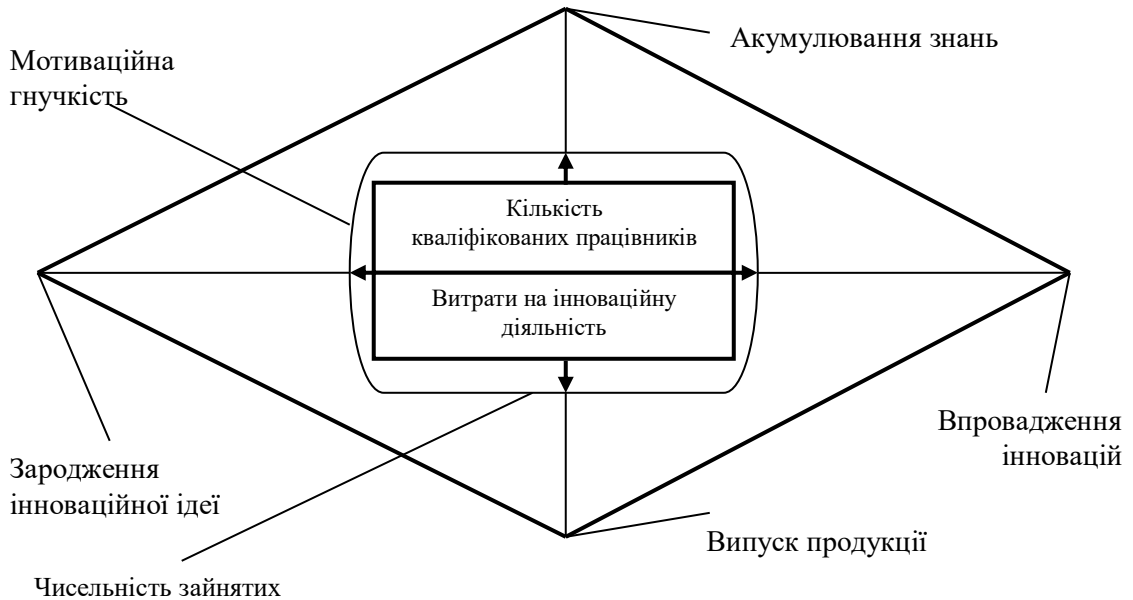 Акумулювання знань
Мотиваційна
гнучкість
Кількість
кваліфікованих працівників
Витрати на інноваційну
діяльність
Впровадження
інновацій
Зародження
інноваційної ідеї
Випуск продукції
Чисельність зайнятих